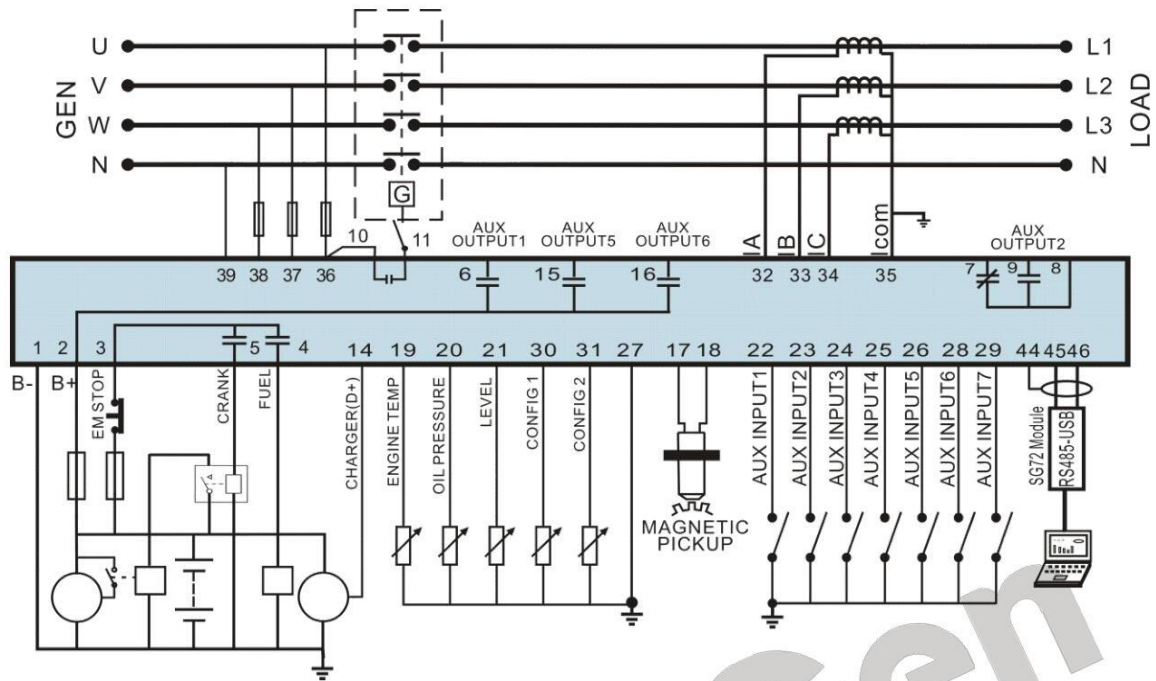 U L1
GEN V L2 LOAD
W L3
N N
G
10 11 AUX OUTPUT1 AUX OUTPUT5 AUX OUTPUT6 IA IB IC Icom AUX OUTPUT2
39 38 37 36 6 15 16 32 33 34 35 7 9 8
1 2 3 5 4 14 19 20 21 30 31 27 17 18 22 23 24 25 26 28 29 44 45 46
B- B+ EM STOP CRANK FUEL CHARGER(D+) ENGINE TEMP OIL PRESSURE LEVEL CONFIG 1 CONFIG 2
AUX INPUT1 AUX INPUT2 AUX INPUT3 AUX INPUT4 AUX INPUT5 AUX INPUT6 AUX INPUT7
SG72 Module
RS485-USB
MAGNETIC
PICKUP